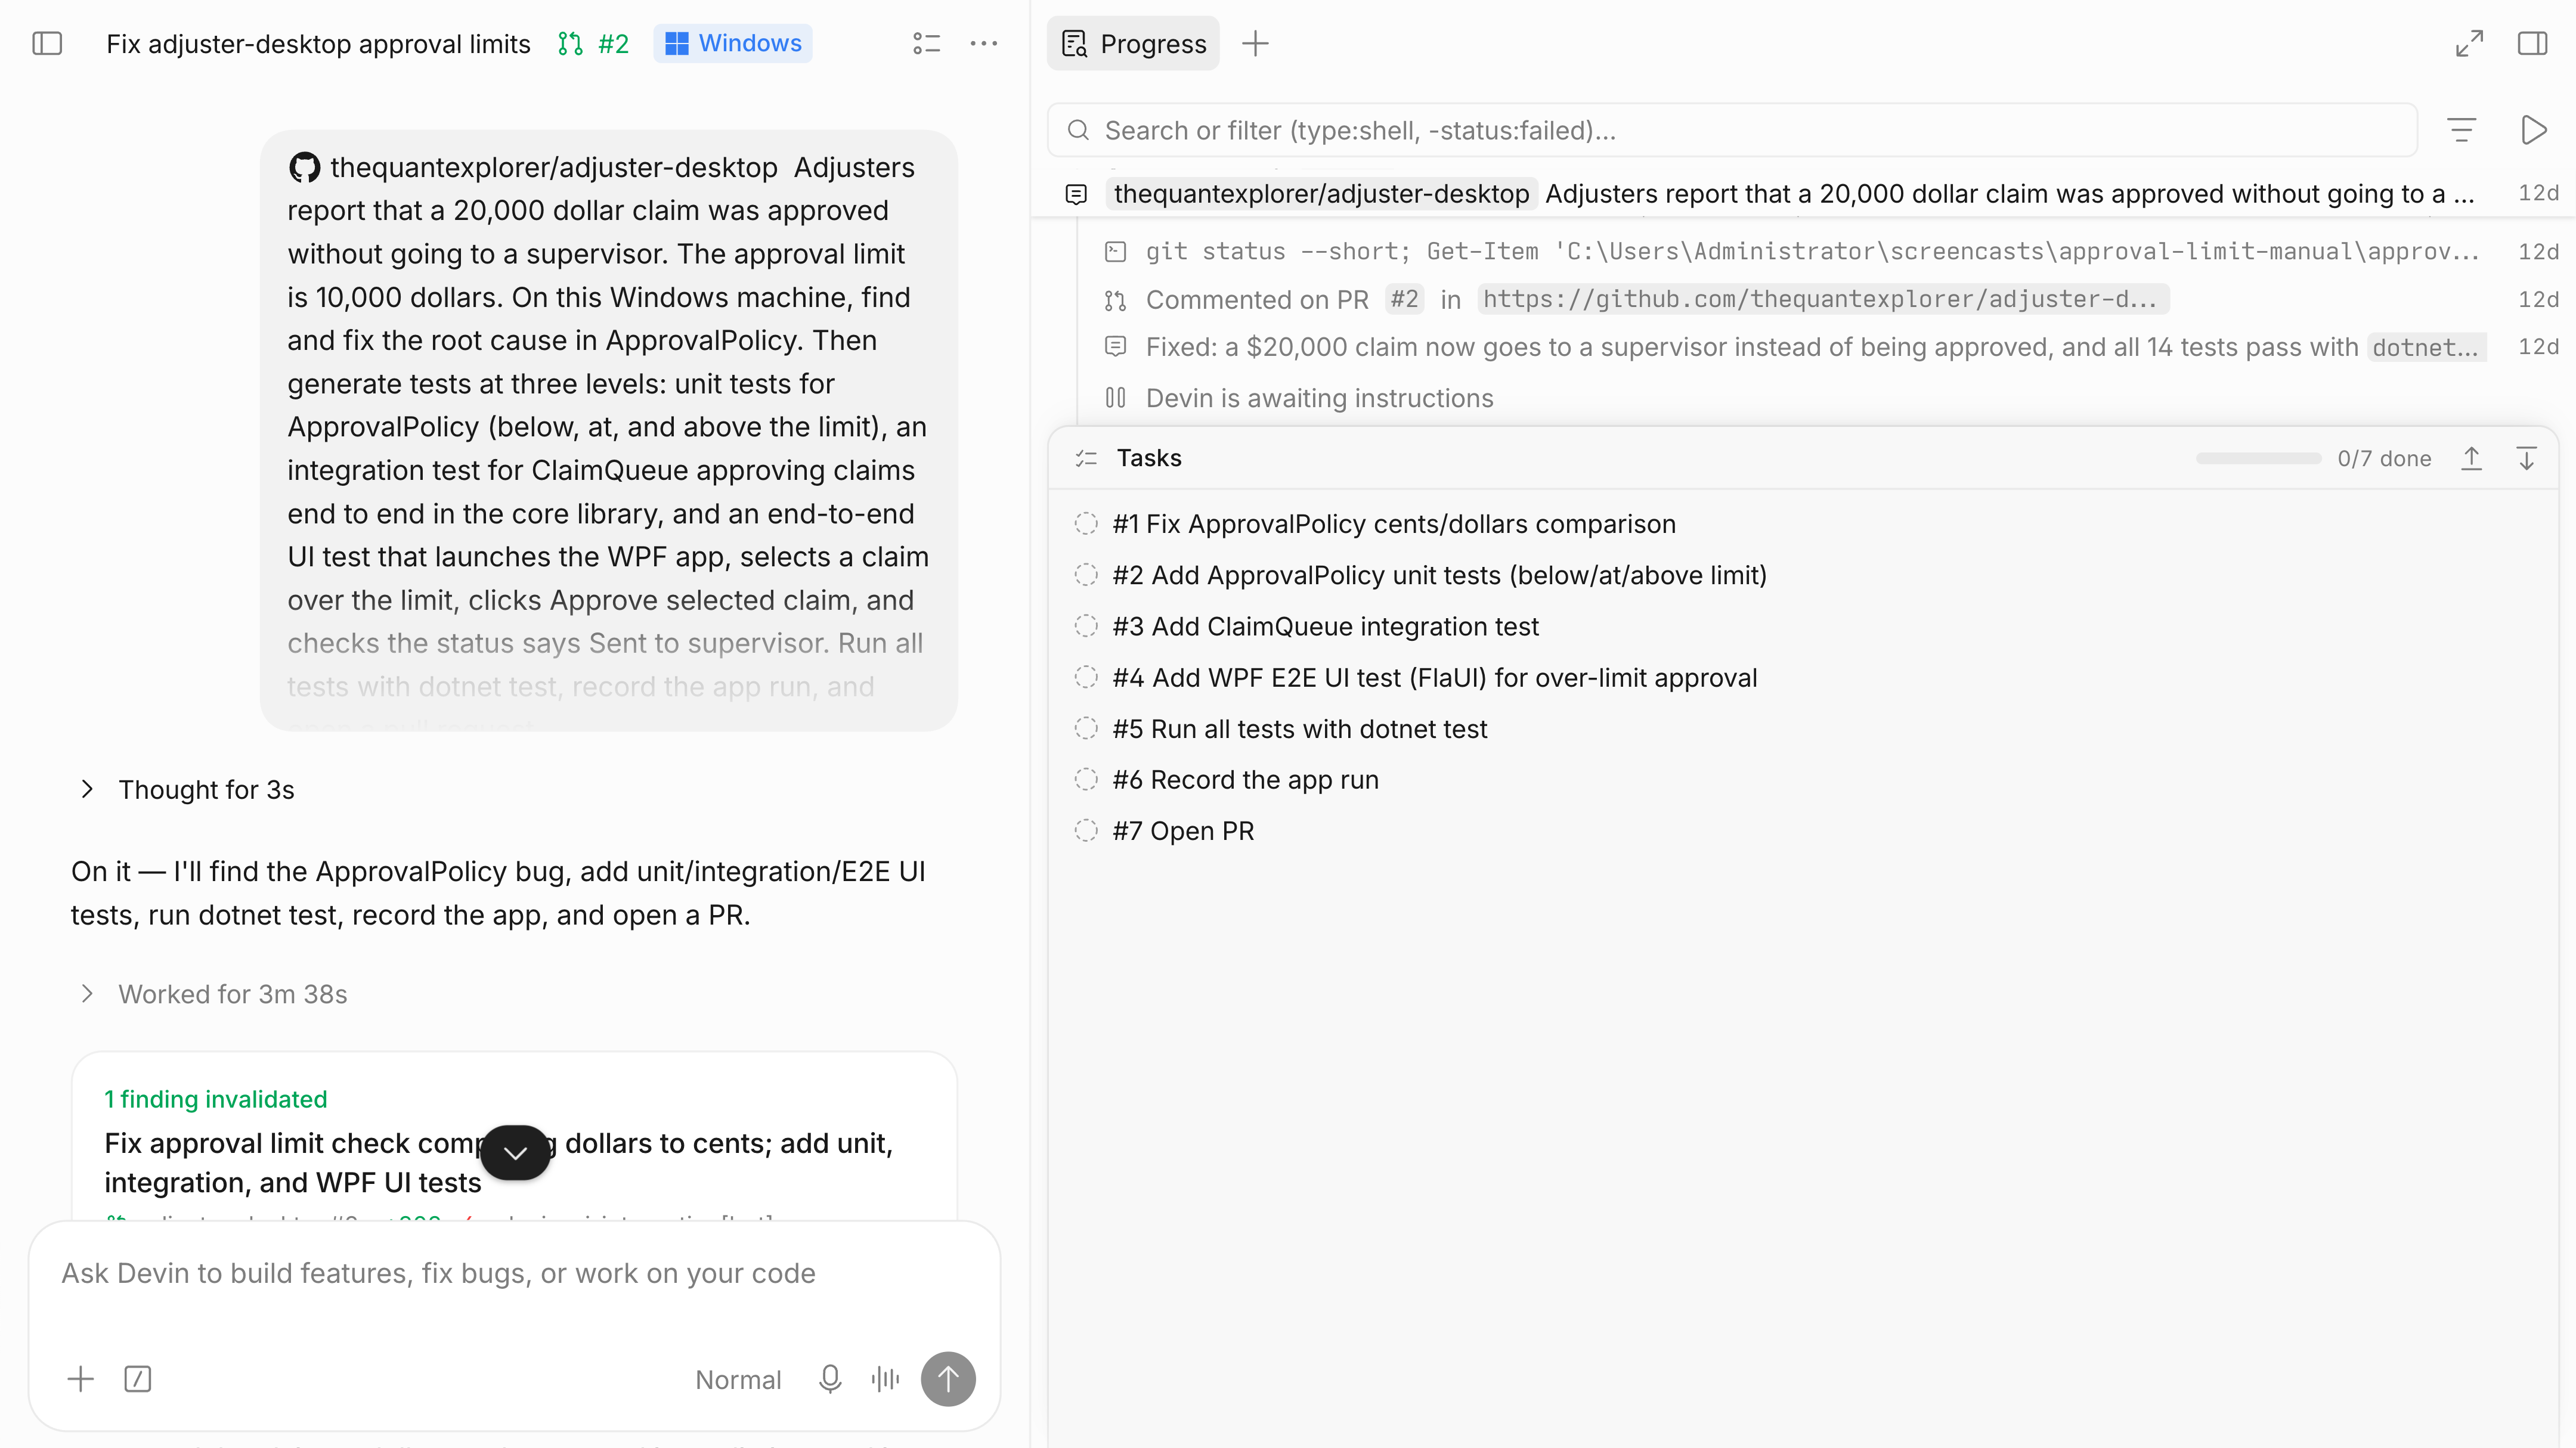 Fix adjuster-desktop approval limits #2 Windows
thequantexplorer/adjuster-desktop Adjusters
report that a 20,000 dollar claim was approved
without going to a supervisor. The approval limit
is 10,000 dollars. On this Windows machine, find
and fix the root cause in ApprovalPolicy. Then
generate tests at three levels: unit tests for
ApprovalPolicy (below, at, and above the limit), an
integration test for ClaimQueue approving claims
end to end in the core library, and an end-to-end
UI test that launches the WPF app, selects a claim
over the limit, clicks Approve selected claim, and
checks the status says Sent to supervisor. Run all
tests with dotnet test, record the app run, and
Thought for 3s
On it — I'll find the ApprovalPolicy bug, add unit/integration/E2E UI
tests, run dotnet test, record the app, and open a PR.
Worked for 3m 38s
1 finding invalidated
Fix approval limit check comp g dollars to cents; add unit,
integration, and WPF UI tests
Ask Devin to build features, fix bugs, or work on your code
Normal
Progress
Search or filter (type:shell, -status:failed)...
thequantexplorer/adjuster-desktop Adjusters report that a 20,000 dollar claim was approved without going to a ... 12d
git status --short; Get-Item 'C:\Users\Administrator\screencasts\approval-limit-manual\approv... 12d
Commented on PR #2 in https://github.com/thequantexplorer/adjuster-d... 12d
Fixed: a $20,000 claim now goes to a supervisor instead of being approved, and all 14 tests pass with dotnet... 12d
Devin is awaiting instructions
Tasks 0/7 done
#1 Fix ApprovalPolicy cents/dollars comparison
#2 Add ApprovalPolicy unit tests (below/at/above limit)
#3 Add ClaimQueue integration test
#4 Add WPF E2E UI test (FlaUI) for over-limit approval
#5 Run all tests with dotnet test
#6 Record the app run
#7 Open PR